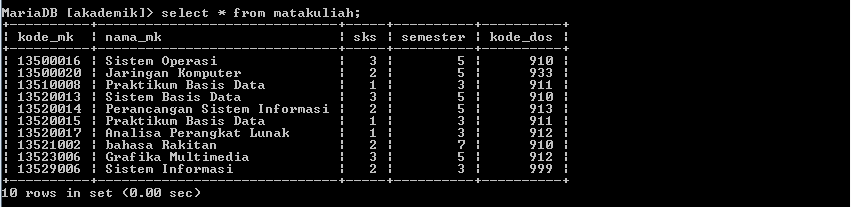 MariaDB [akademik]> select * from matakuliah;
+----------+------------------------------+------+----------+----------+
| kode_mk | nama_mk | sks | semester | kode_dos |
+----------+------------------------------+------+----------+----------+
| 13500016 | Sistem Operasi | 3 | 5 | 910 |
| 13500020 | Jaringan Komputer | 2 | 5 | 933 |
| 13510008 | Praktikum Basis Data | 1 | 3 | 911 |
| 13520013 | Sistem Basis Data | 3 | 5 | 910 |
| 13520014 | Perancangan Sistem Informasi | 2 | 5 | 913 |
| 13520015 | Praktikum Basis Data | 1 | 3 | 911 |
| 13520017 | Analisa Perangkat Lunak | 1 | 3 | 912 |
| 13521002 | bahasa Rakitan | 2 | 7 | 910 |
| 13523006 | Grafika Multimedia | 3 | 5 | 912 |
| 13529006 | Sistem Informasi | 2 | 3 | 999 |
+----------+------------------------------+------+----------+----------+
10 rows in set (0.00 sec)